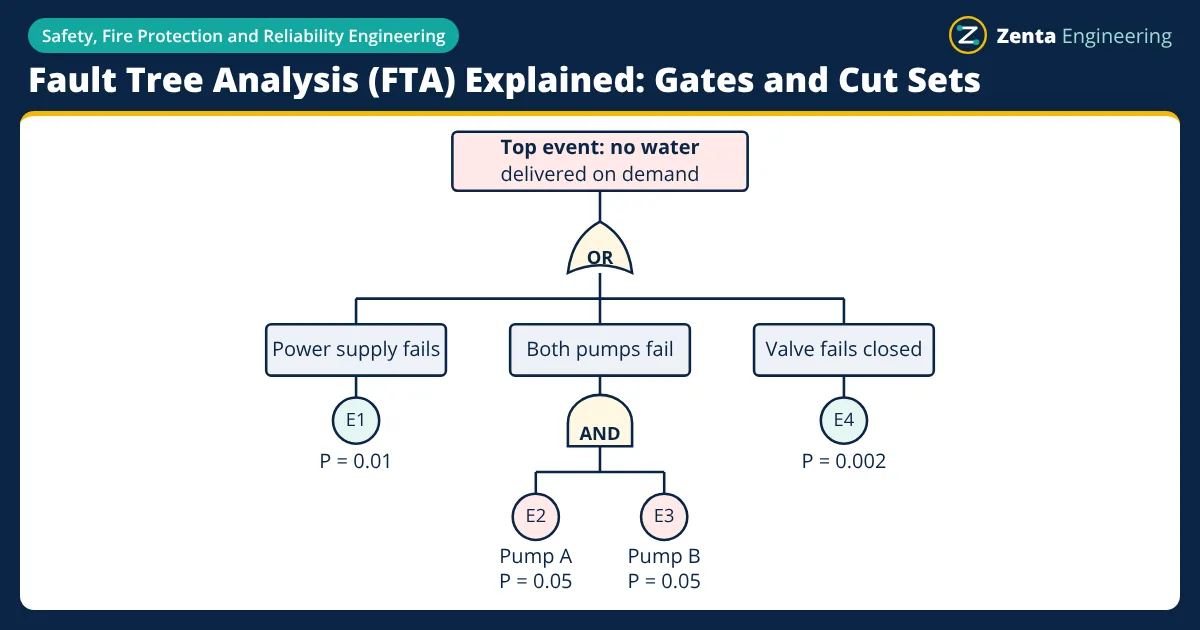 Safety, Fire Protection and Reliability Engineering
Zenta Engineering
Fault Tree Analysis (FTA) Explained: Gates and Cut Sets
Top event: no water
delivered on demand
OR
Power supply fails
Both pumps fail
Valve fails closed
E1
AND
E4
P = 0.01
P = 0.002
E2
E3
Pump A
Pump B
P = 0.05
P = 0.05